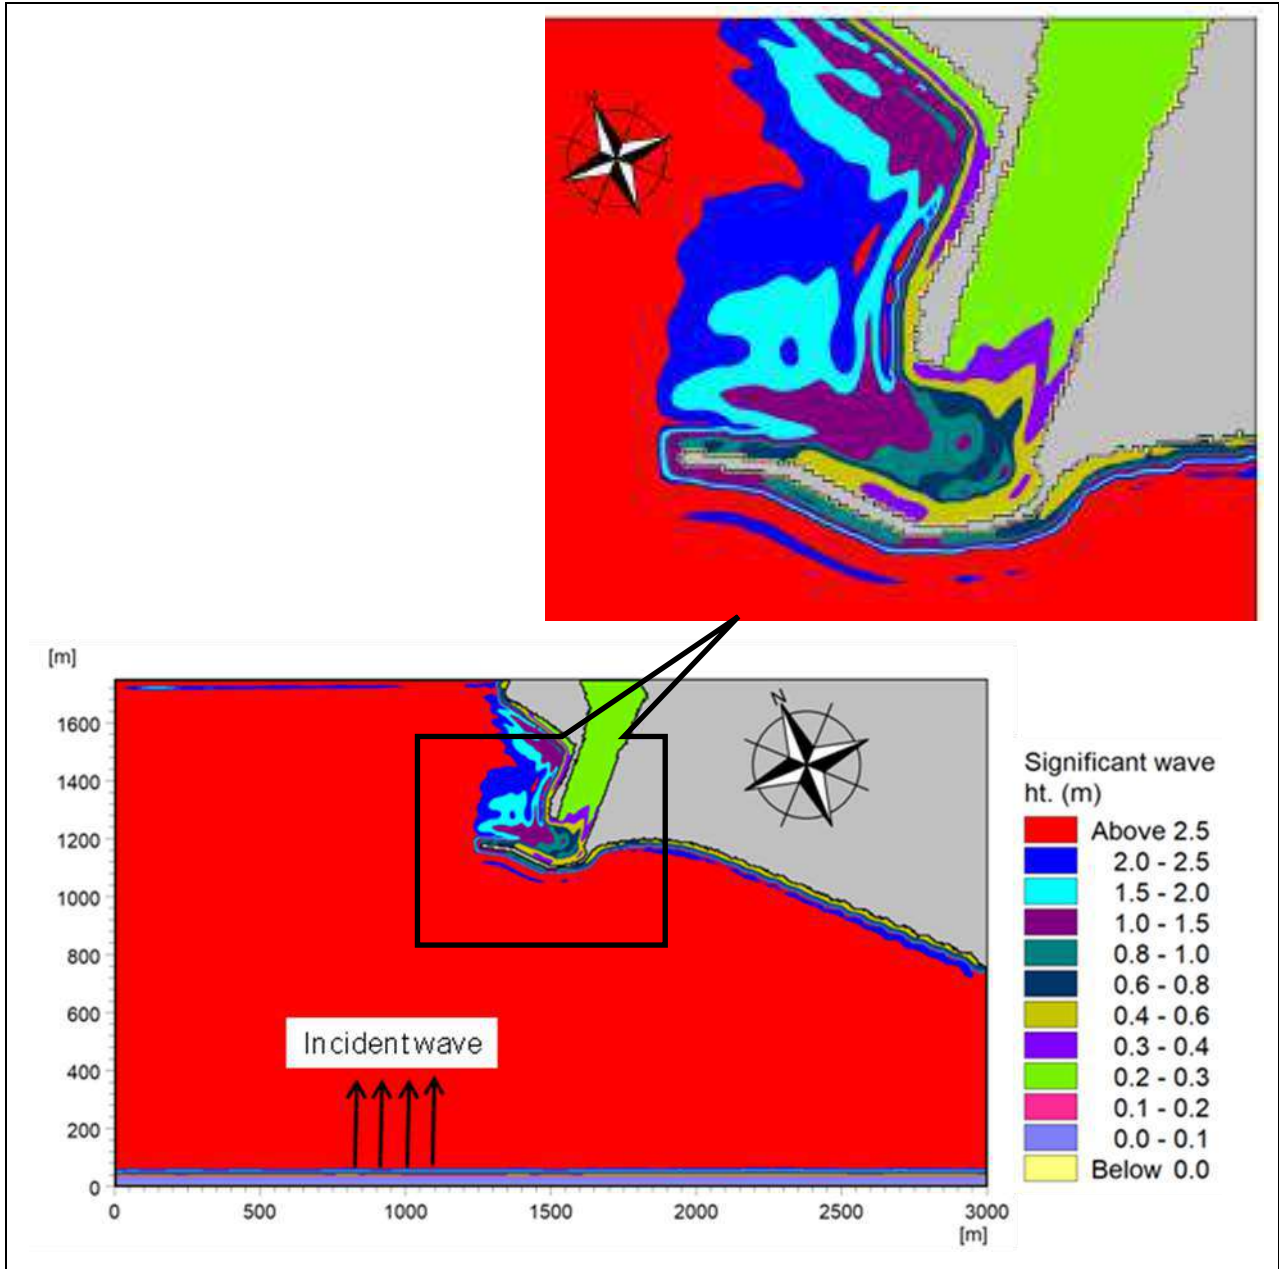 N
[m]
1600
1400
1200
1000
800
600
400
200
0
N
Incident wave
0
500
1000
1500
2000
2500
3000
[m]
Significant wave
ht. (m)
Above 2.5
2.0 - 2.5
1.5 - 2.0
1.0 - 1.5
0.8 - 1.0
0.6 - 0.8
0.4 - 0.6
0.3 - 0.4
0.2 - 0.3
0.1 - 0.2
0.0 - 0.1
Below 0.0